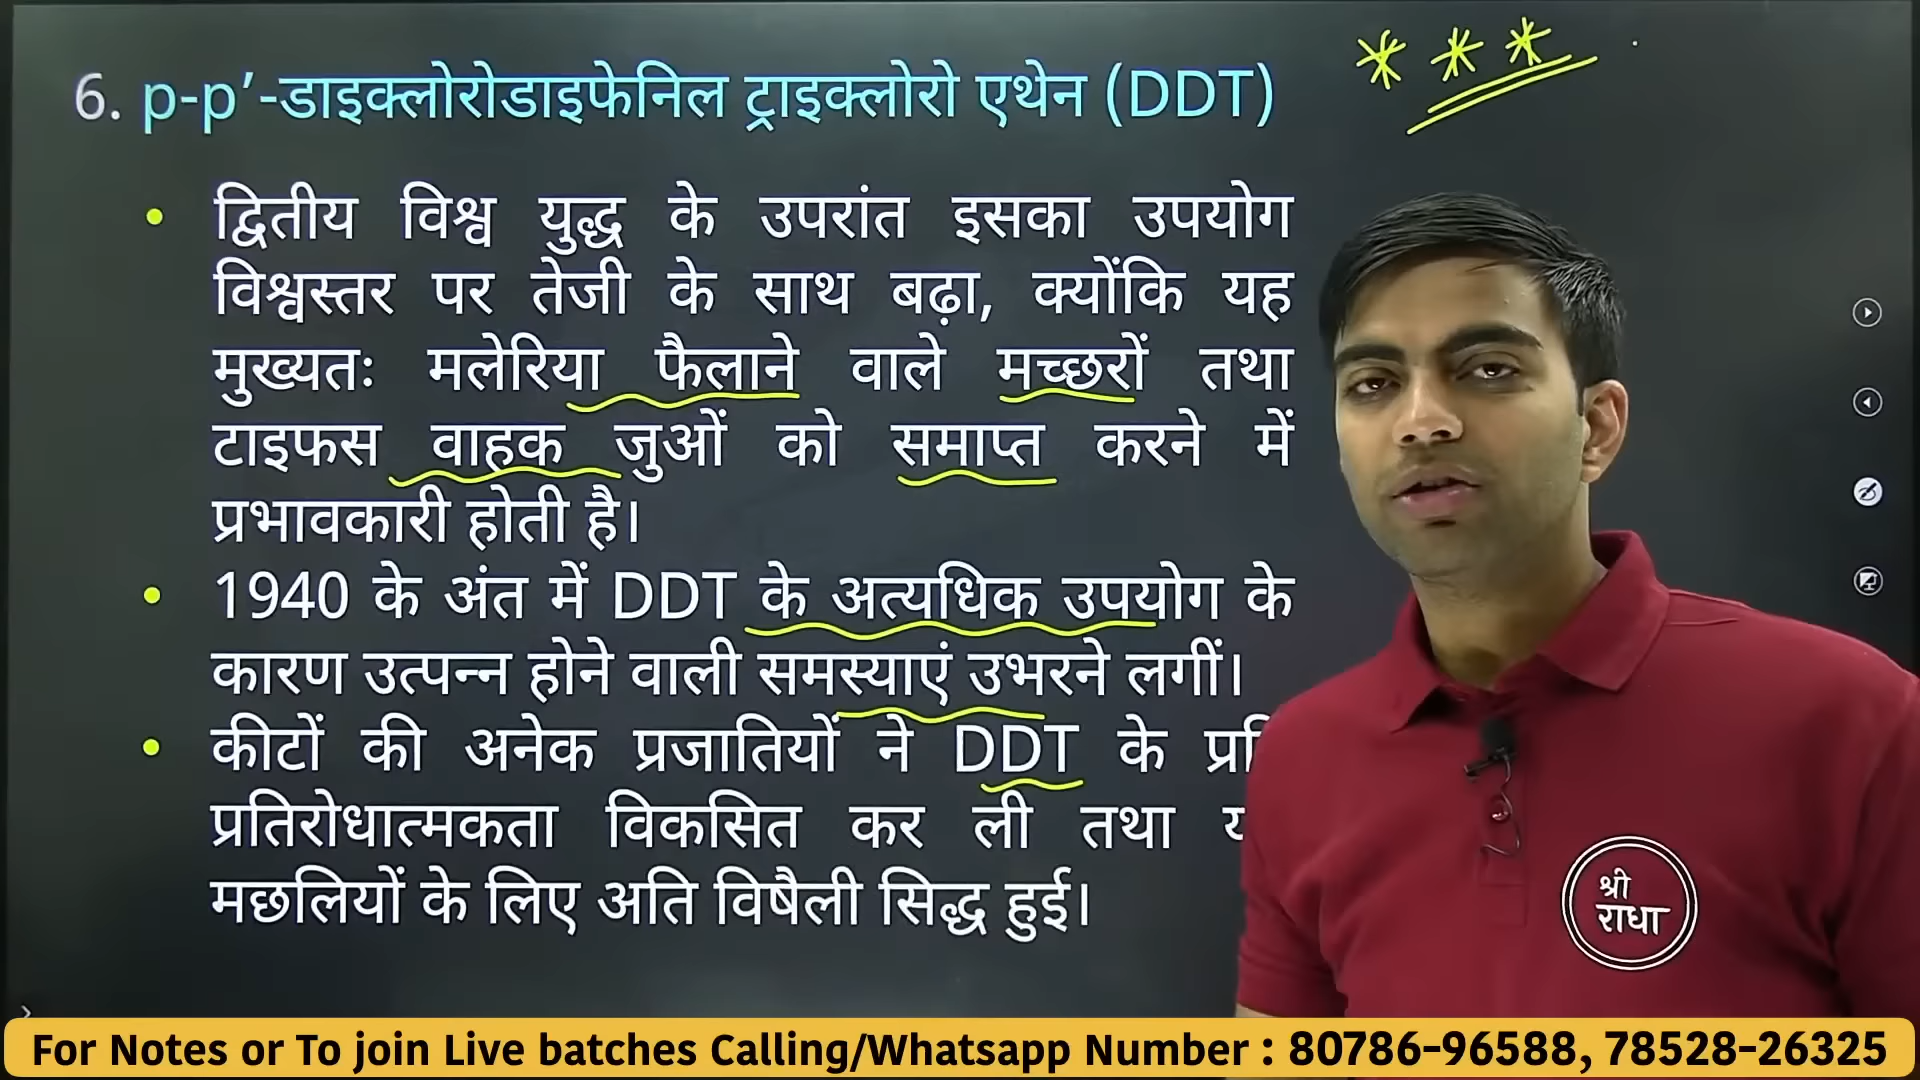 6. p-p’-डाइक्लोरोडाइफेनिल ट्राइक्लोरो एथेन (DDT)
• द्वितीय विश्व युद्ध के उपरांत इसका उपयोग
विश्वस्तर पर तेजी के साथ बढ़ा, क्योंकि यह
मुख्यतः मलेरिया फैलाने वाले मच्छरों तथा
टाइफस वाहक जुओं को समाप्त करने में
प्रभावकारी होती है।
• 1940 के अंत में DDT के अत्यधिक उपयोग के
कारण उत्पन्न होने वाली समस्याएं उभरने लगीं।
• कीटों की अनेक प्रजातियों ने DDT के
प्रतिरोधात्मकता विकसित कर ली तथा
मछलियों के लिए अति विषैली सिद्ध हुई।
श्री
राधा
For Notes or To join Live batches Calling/Whatsapp Number : 80786-96588, 78528-26325